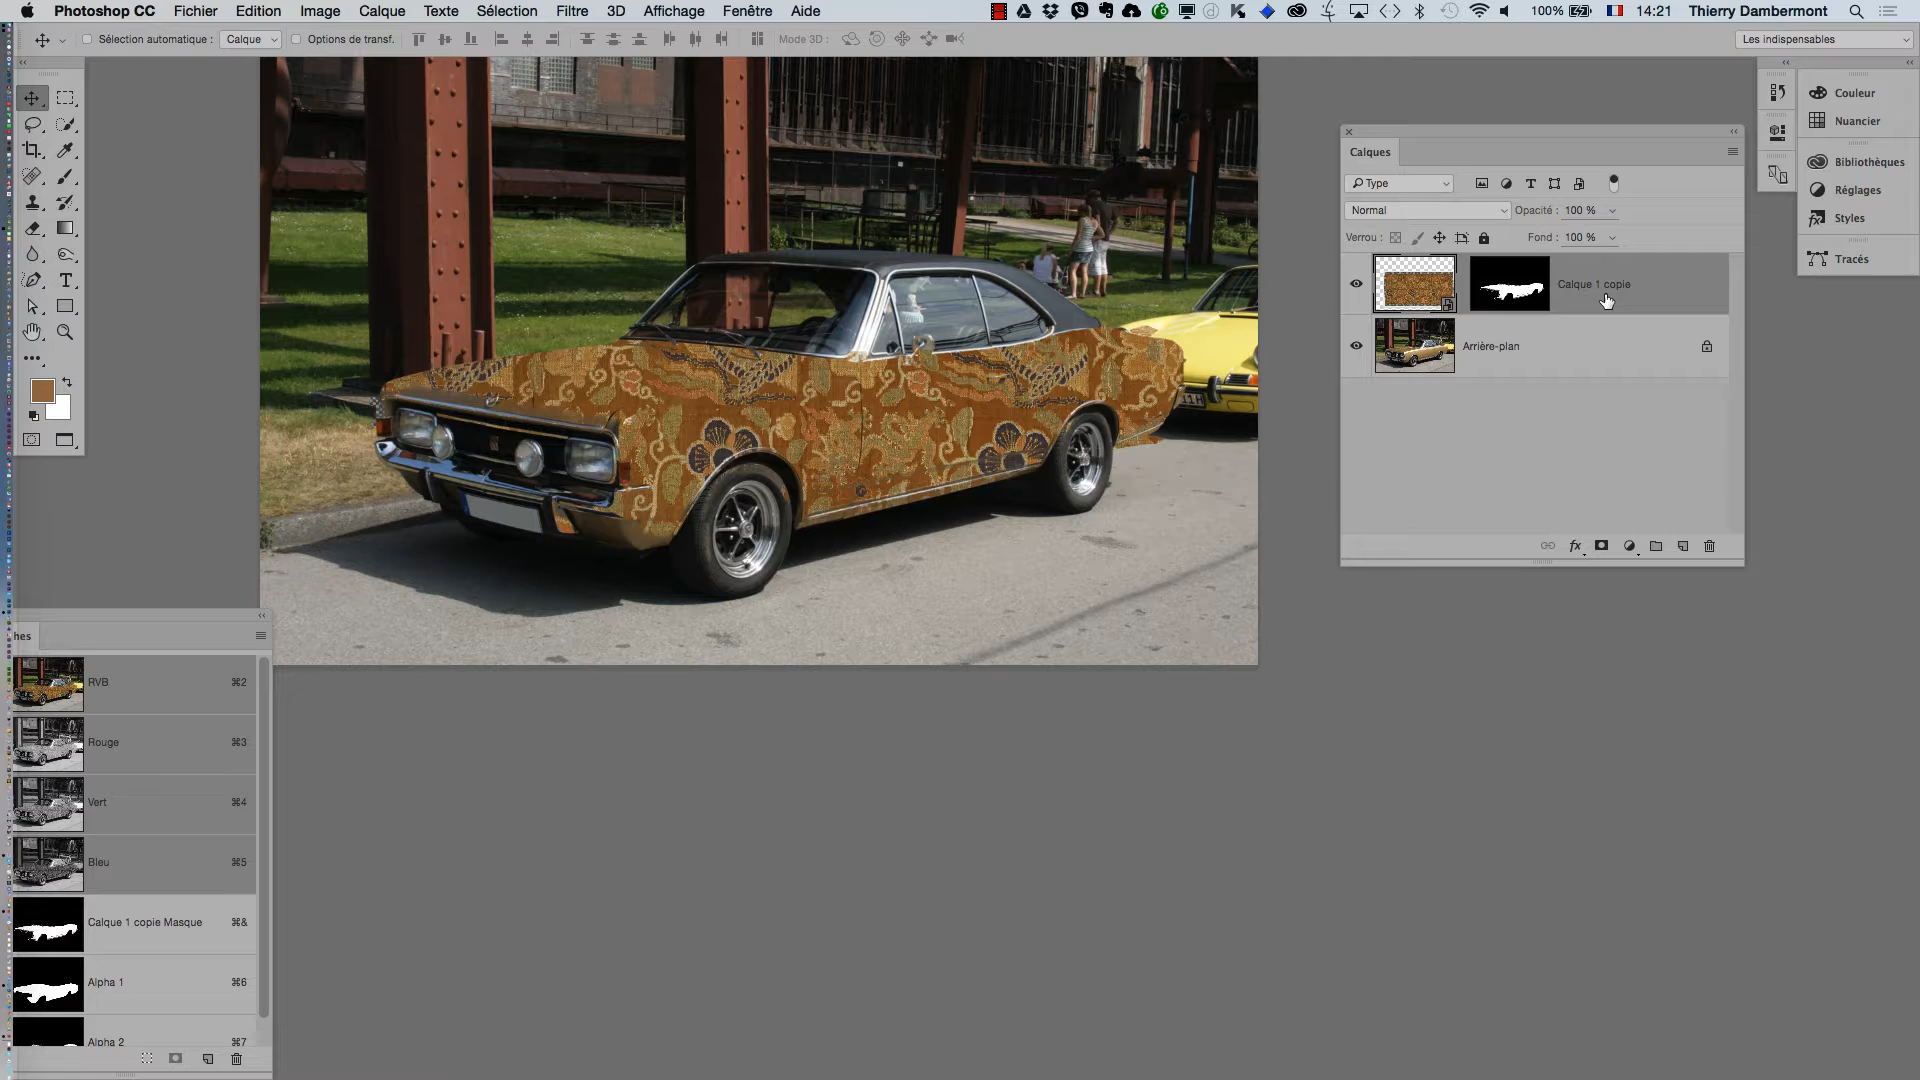 Photoshop CC Fichier Edition Image Calque Texte Sélection Filtre 3D Affichage Fenêtre Aide 100% 14:21 Thierry Dambermont
Sélection automatique : Calque Options de transf. Mode 3D : Les indispensables
Couleur
Nuancier
Bibliothèques
Réglages
Styles
Tracés
Calques
Type
Normal Opacité : 100 %
Verrou : Fond : 100 %
Calque 1 copie
Arrière-plan
fx
hes
RVB ⌘2
Rouge ⌘3
Vert ⌘4
Bleu ⌘5
Calque 1 copie Masque ⌘&
Alpha 1 ⌘6
Alpha 2 ⌘7